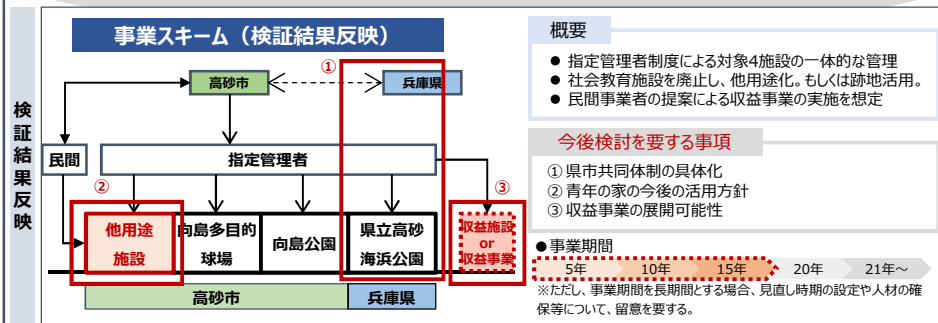 検証結果反映
事業スキーム（検証結果反映）
①
高砂市
兵庫県
民間
指定管理者
②
③
他用途
施設
向島多目的
球場
向島公園
県立高砂
海浜公園
収益施設
or
収益事業
高砂市
兵庫県
概要
● 指定管理者制度による対象4施設の一体的な管理
● 社会教育施設を廃止し、他用途化。もしくは跡地活用。
● 民間事業者の提案による収益事業の実施を想定
今後検討を要する事項
① 県市共同体制の具体化
② 青年の家の今後の活用方針
③ 収益事業の展開可能性
●事業期間
5年 10年 15年 20年 21年～
※ただし、事業期間を長期間とする場合、見直し時期の設定や人材の確
保等について、留意を要する。